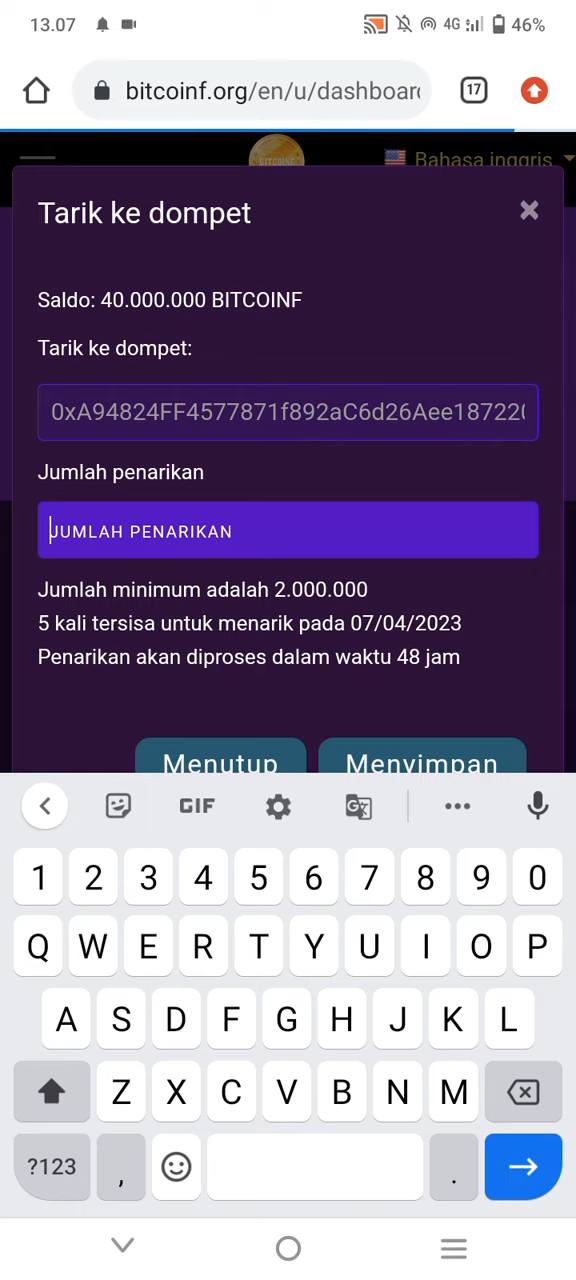 13.07 4G 46%
bitcoinf.org/en/u/dashboar
17
BITCOINF
Bahasa inggris
Tarik ke dompet ×
Saldo: 40.000.000 BITCOINF
Tarik ke dompet:
0xA94824FF4577871f892aC6d26Aee18722(
Jumlah penarikan
JUMLAH PENARIKAN
Jumlah minimum adalah 2.000.000
5 kali tersisa untuk menarik pada 07/04/2023
Penarikan akan diproses dalam waktu 48 jam
Menutup Menyimpan
GIF
1 2 3 4 5 6 7 8 9 0
Q W E R T Y U I O P
A S D F G H J K L
Z X C V B N M
?123 , .